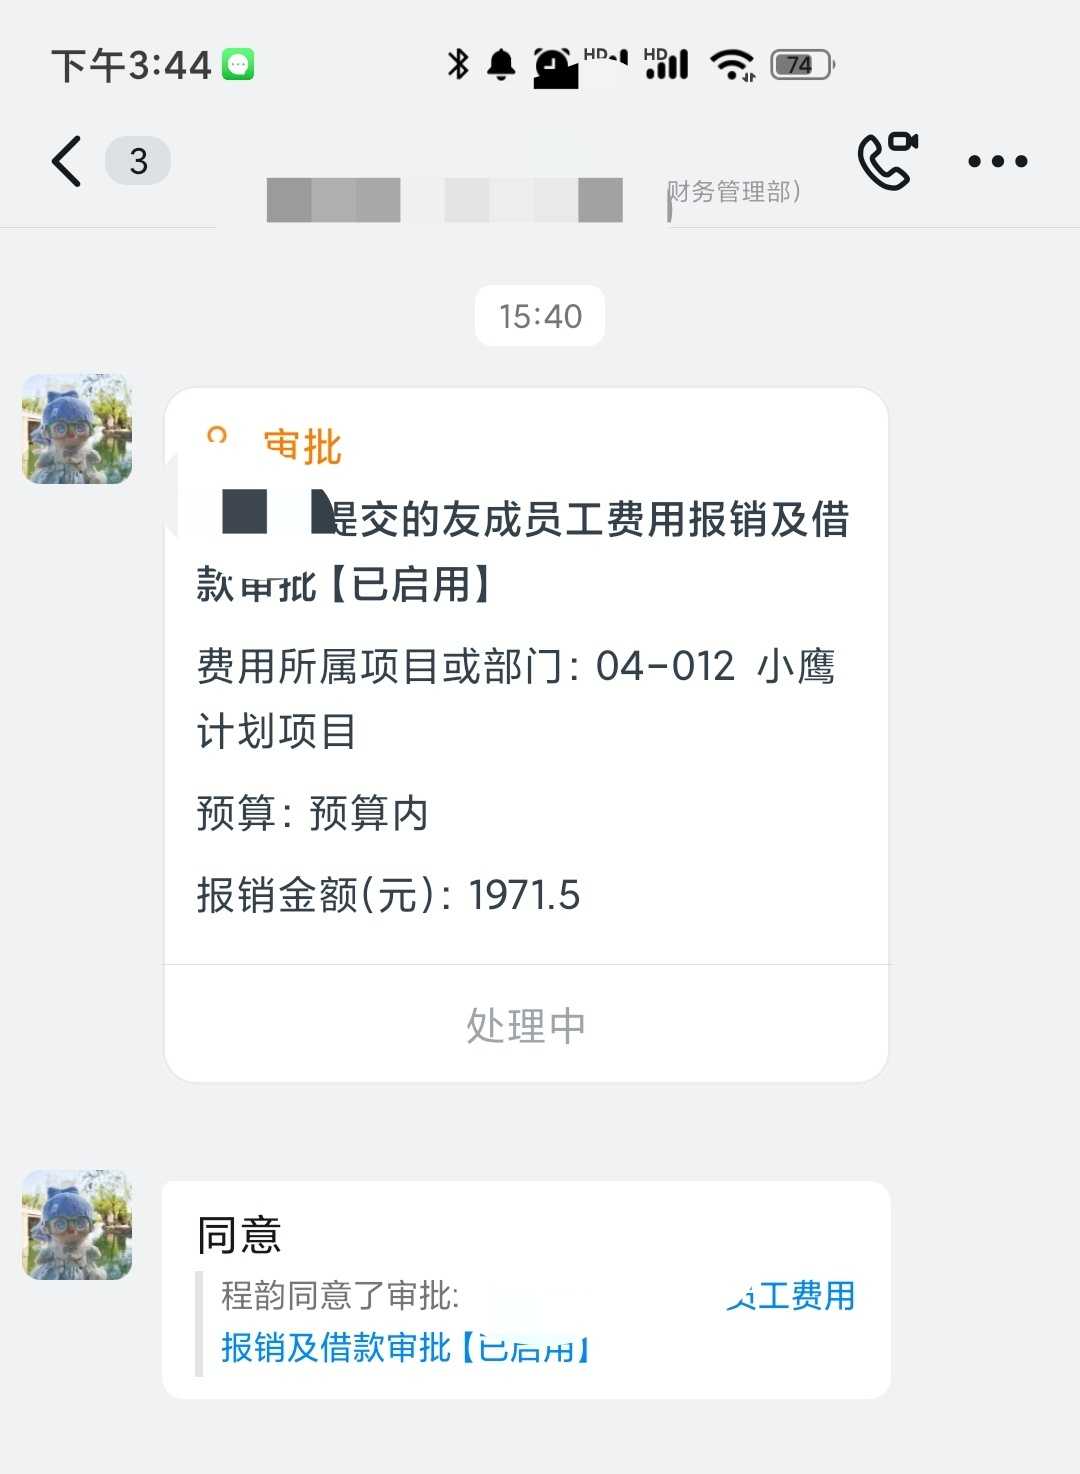 下午3:44
HD
HD
74
3
财务管理部）
15:40
审批
提交的友成员工费用报销及借
款审批【已启用】
费用所属项目或部门：04-012 小鹰
计划项目
预算：预算内
报销金额(元)：1971.5
处理中
同意
程韵同意了审批:
员工费用
报销及借款审批【已启用】